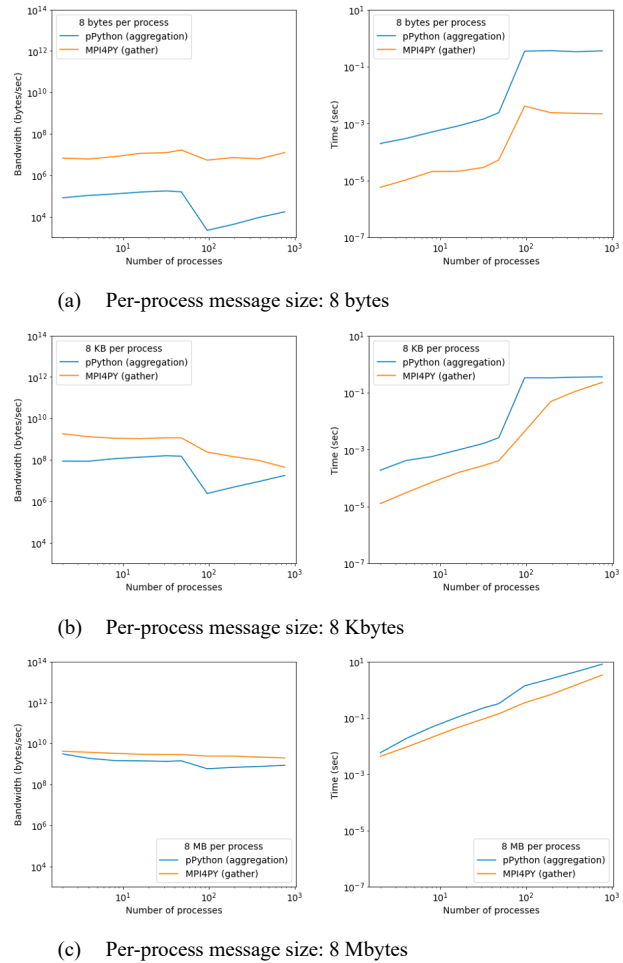 8 bytes per process
pPython (aggregation)
MPI4PY (gather)
Bandwidth (bytes/sec)
10^14
10^12
10^7
10^6
10^4
10^1
10^2
10^3
Number of processes
8 bytes per process
pPython (aggregation)
MPI4PY (gather)
Time (sec)
10^-1
10^-3
10^-5
10^-7
10^1
10^2
10^3
Number of processes
(a) Per-process message size: 8 bytes
8 KB per process
pPython (aggregation)
MPI4PY (gather)
Bandwidth (bytes/sec)
10^14
10^12
10^10
10^8
10^6
10^4
10^1
10^2
10^3
Number of processes
8 KB per process
pPython (aggregation)
MPI4PY (gather)
Time (sec)
10^1
10^-1
10^-3
10^-5
10^-7
10^1
10^2
10^3
Number of processes
(b) Per-process message size: 8 Kbytes
Bandwidth (bytes/sec)
10^14
10^12
10^10
10^8
10^6
10^4
8 MB per process
pPython (aggregation)
MPI4PY (gather)
10^1
10^2
10^3
Number of processes
Time (sec)
10^1
10^-1
10^-3
10^-5
10^-7
8 MB per process
pPython (aggregation)
MPI4PY (gather)
10^1
10^2
10^3
Number of processes
(c) Per-process message size: 8 Mbytes